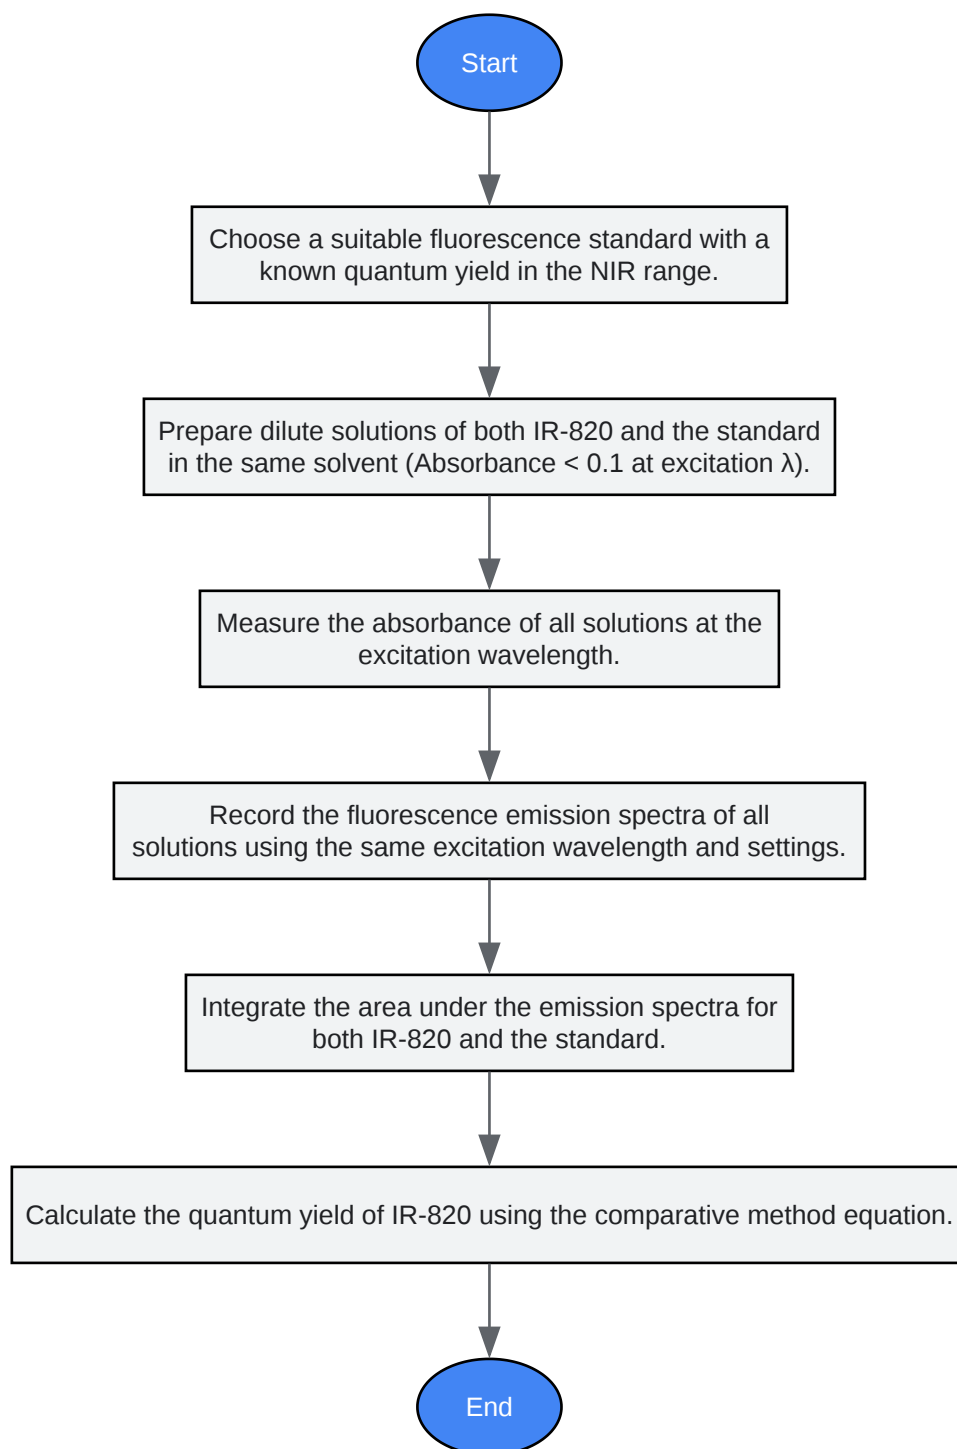 Start
Choose a suitable fluorescence standard with a
known quantum yield in the NIR range.
Prepare dilute solutions of both IR-820 and the standard
in the same solvent (Absorbance < 0.1 at excitation λ).
Measure the absorbance of all solutions at the
excitation wavelength.
Record the fluorescence emission spectra of all
solutions using the same excitation wavelength and settings.
Integrate the area under the emission spectra for
both IR-820 and the standard.
Calculate the quantum yield of IR-820 using the comparative method equation.
End